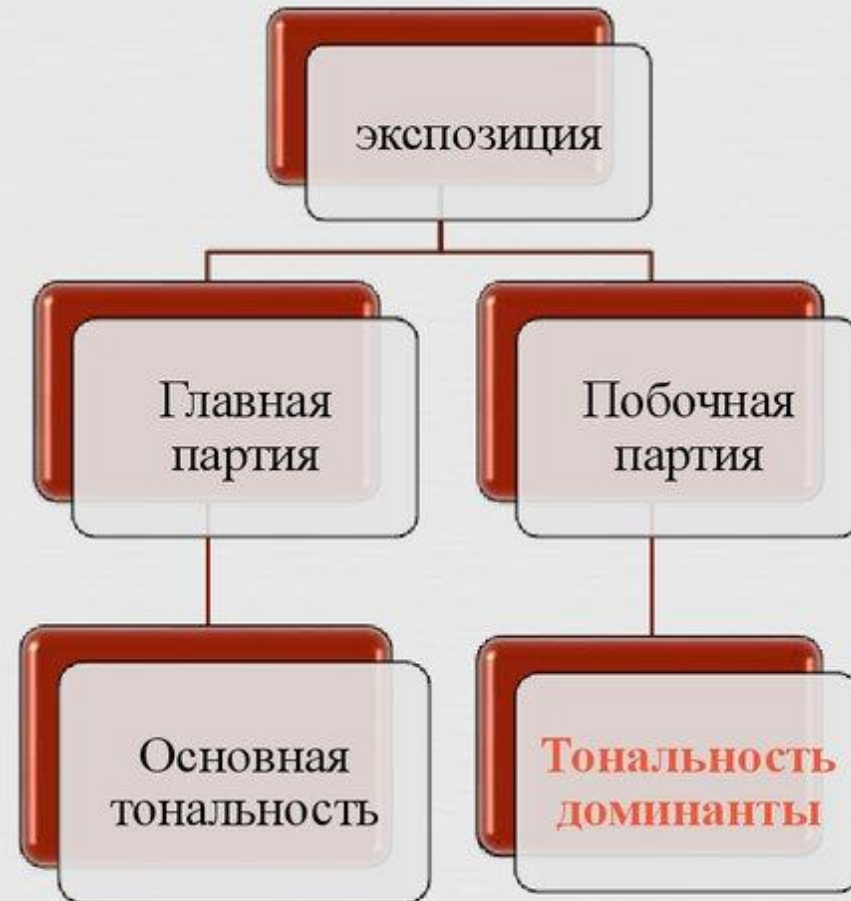 экспозиция
Главная
партия
Побочная
партия
Основная
тональность
Тональность
доминанты